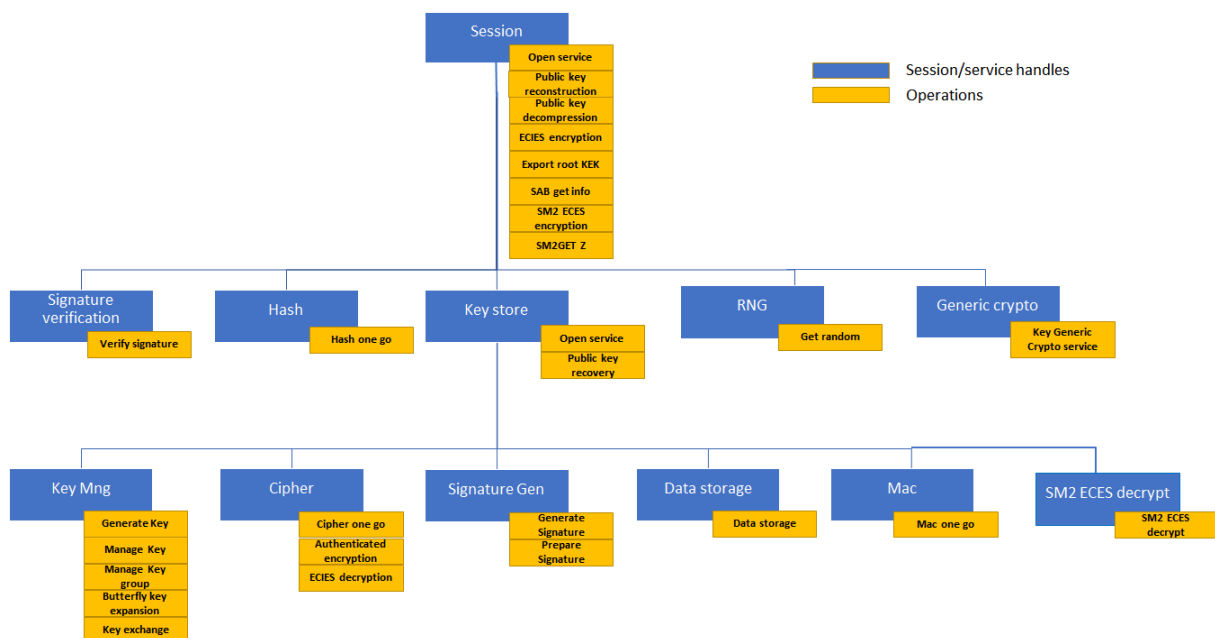 Session
Open service
Public key
reconstruction
Public key
decompression
ECIES encryption
Export root KEK
SAB get info
SM2 ECES
encryption
SM2GET Z
Session/service handles
Operations
Signature
verification
Verify signature
Hash
Hash one go
Key store
Open service
Public key
recovery
RNG
Get random
Generic crypto
Key Generic
Crypto service
Key Mng
Generate Key
Manage Key
Manage Key
group
Butterfly key
expansion
Key exchange
Cipher
Cipher one go
Authenticated
encryption
ECIES decryption
Signature Gen
Generate
Signature
Prepare
Signature
Data storage
Data storage
Mac
Mac one go
SM2 ECES decrypt
SM2 ECES
decrypt